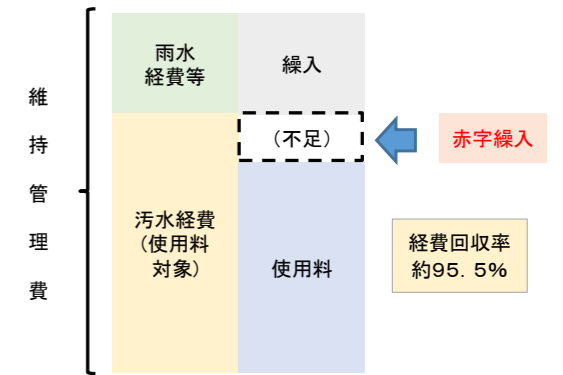 維持管理費
雨水
経費等
繰入
（不足）
赤字繰入
汚水経費
（使用料
対象）
使用料
経費回収率
約95．5％